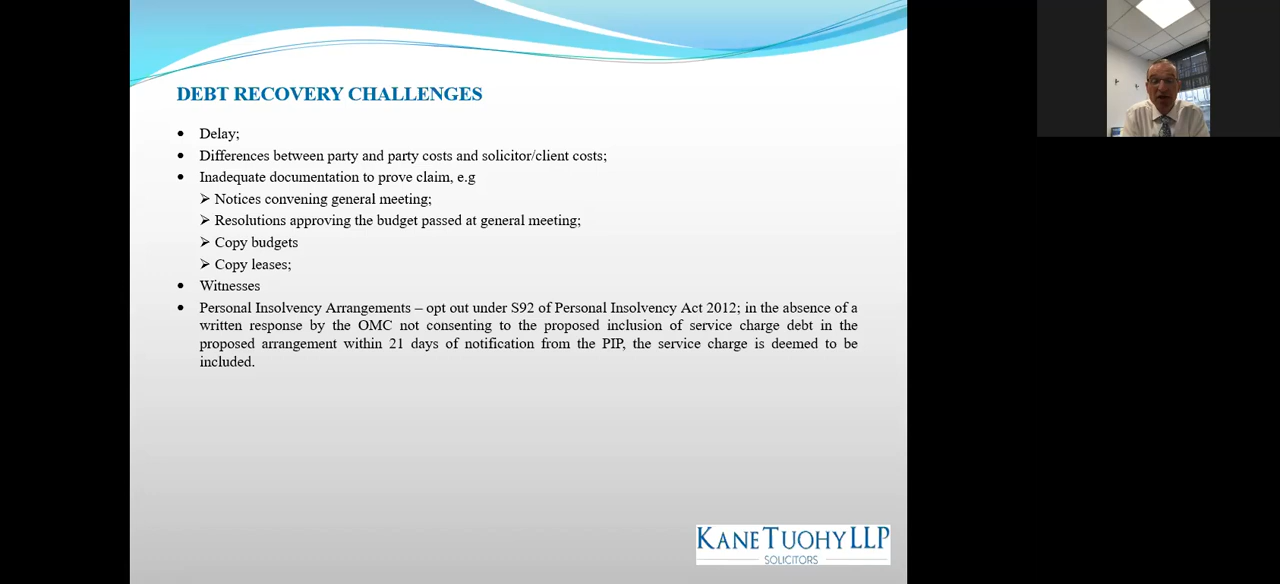 DEBT RECOVERY CHALLENGES
• Delay;
• Differences between party and party costs and solicitor/client costs;
• Inadequate documentation to prove claim, e.g
➢ Notices convening general meeting;
➢ Resolutions approving the budget passed at general meeting;
➢ Copy budgets
➢ Copy leases;
• Witnesses
• Personal Insolvency Arrangements – opt out under S92 of Personal Insolvency Act 2012; in the absence of a
written response by the OMC not consenting to the proposed inclusion of service charge debt in the
proposed arrangement within 21 days of notification from the PIP, the service charge is deemed to be
included.
KANE TUOHY LLP
SOLICITORS